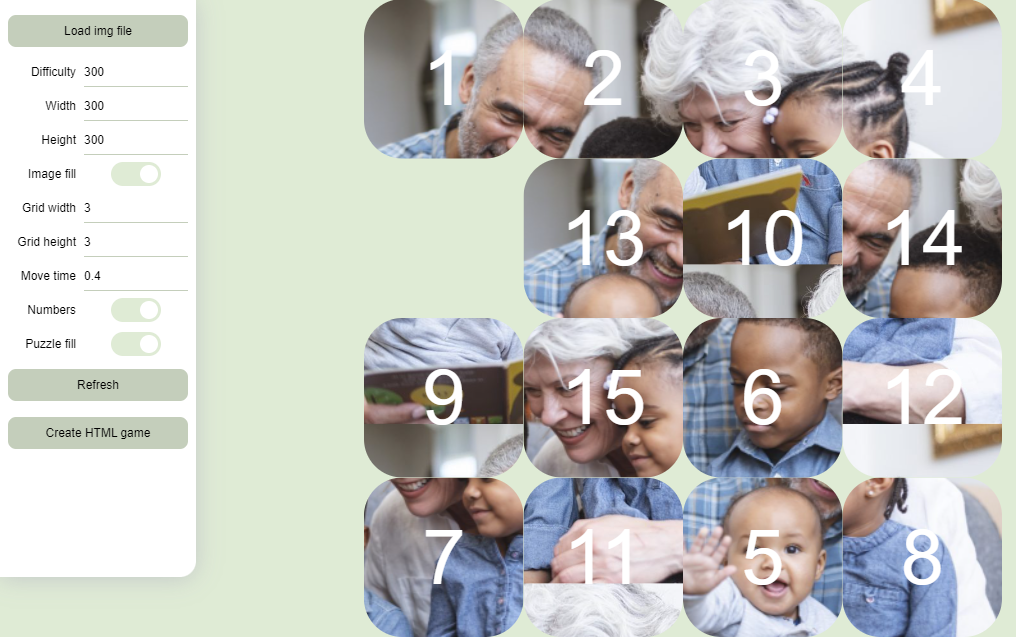 Load img file
Difficulty 300
Width 300
Height 300
Image fill
Grid width 3
Grid height 3
Move time 0.4
Numbers
Puzzle fill
Refresh
Create HTML game
1 2 3 4
13 10 14
9 15 6 12
7 11 5 8